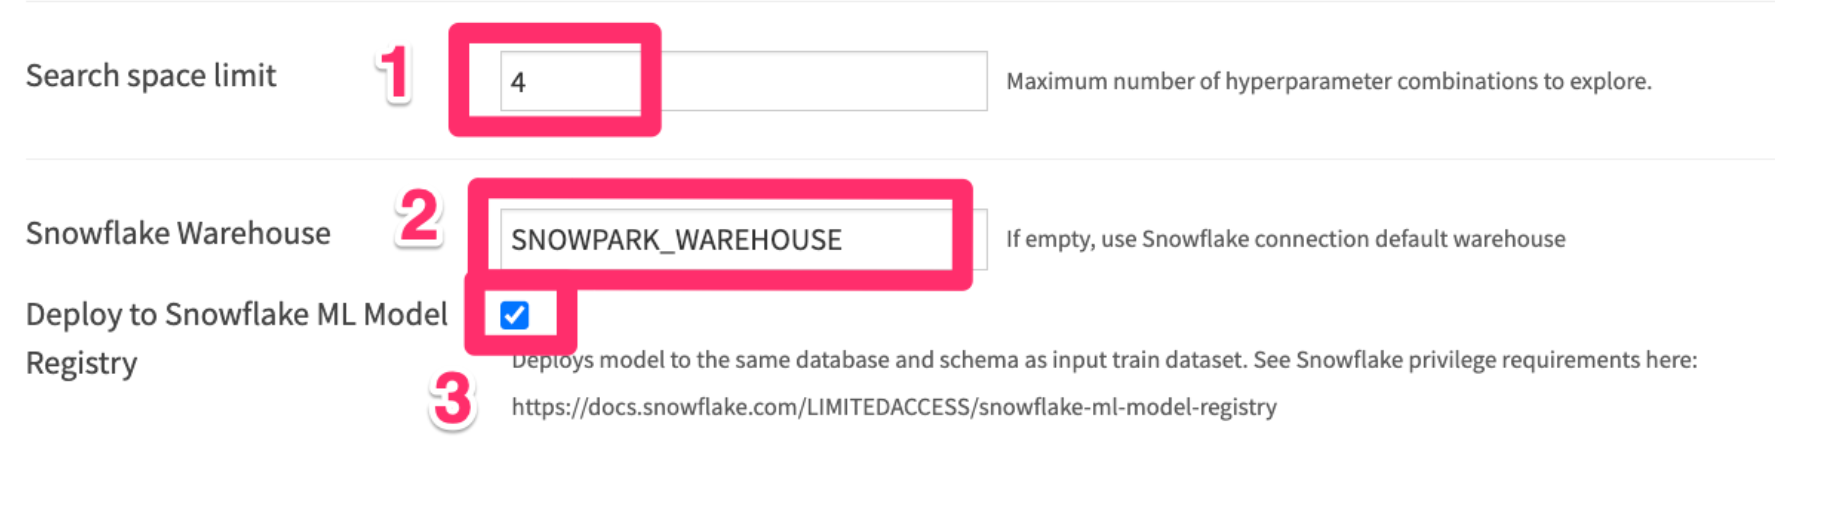 Search space limit
1
4
Maximum number of hyperparameter combinations to explore.
Snowflake Warehouse
2
SNOWPARK_WAREHOUSE
If empty, use Snowflake connection default warehouse
Deploy to Snowflake ML Model
Registry
3
Deploys model to the same database and schema as input train dataset. See Snowflake privilege requirements here:
https://docs.snowflake.com/LIMITEDACCESS/snowflake-ml-model-registry